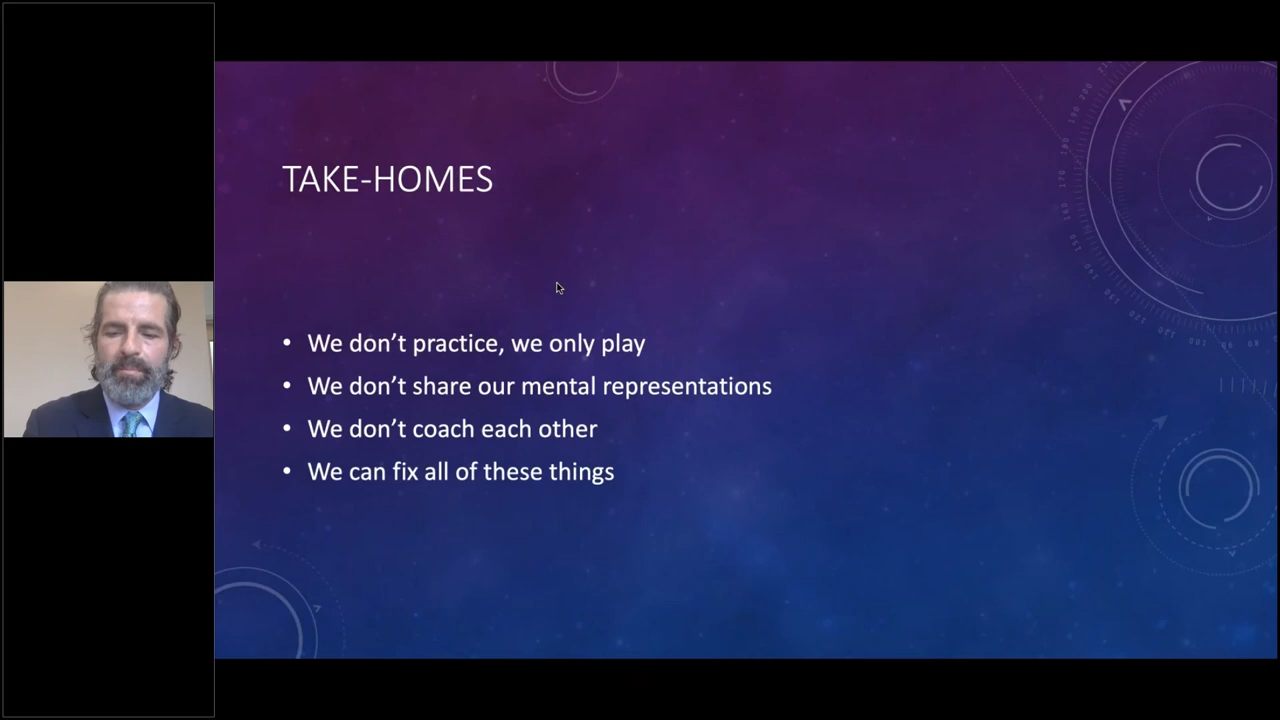 TAKE-HOMES
• We don’t practice, we only play
• We don’t share our mental representations
• We don’t coach each other
• We can fix all of these things